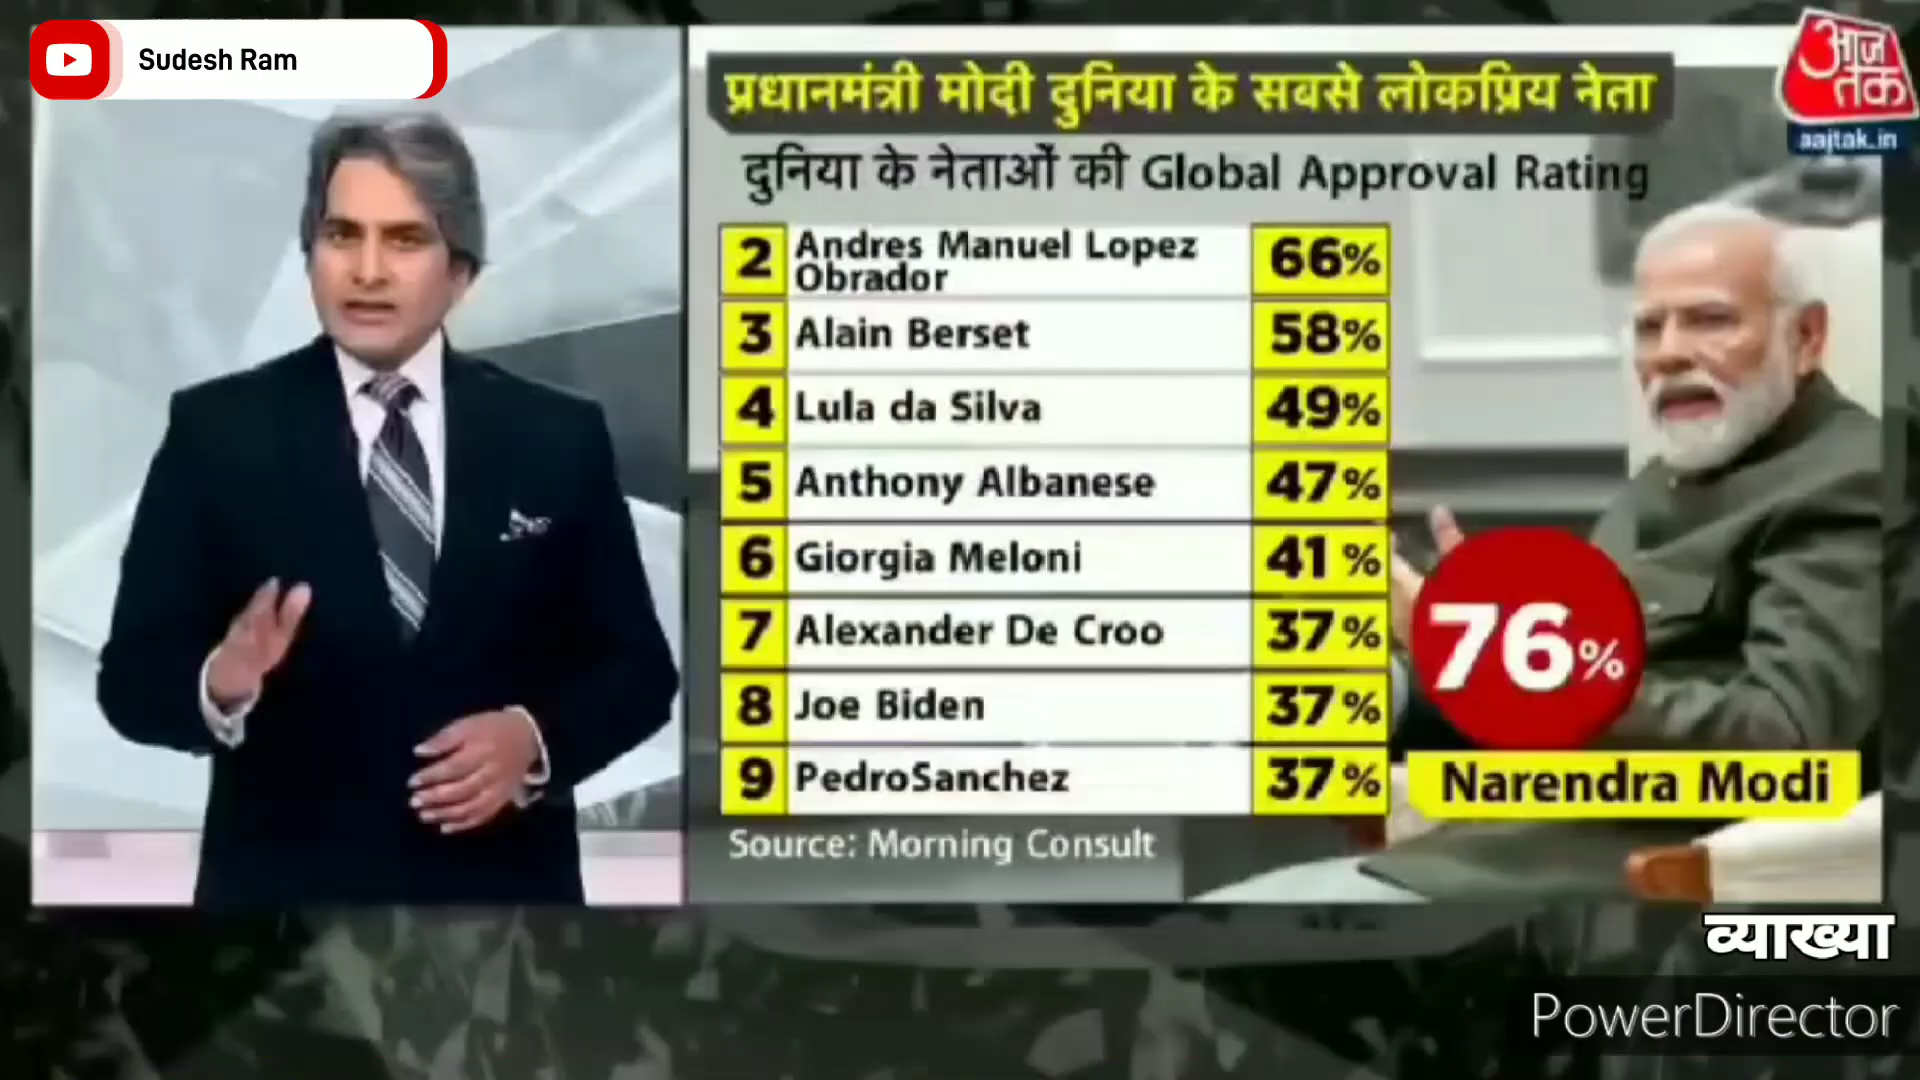 Sudesh Ram
आज
तक
aajtak.in
प्रधानमंत्री मोदी दुनिया के सबसे लोकप्रिय नेता
दुनिया के नेताओं की Global Approval Rating
2 Andres Manuel Lopez Obrador 66%
3 Alain Berset 58%
4 Lula da Silva 49%
5 Anthony Albanese 47%
6 Giorgia Meloni 41%
7 Alexander De Croo 37%
8 Joe Biden 37%
9 PedroSanchez 37%
76%
Narendra Modi
Source: Morning Consult
व्याख्या
PowerDirector